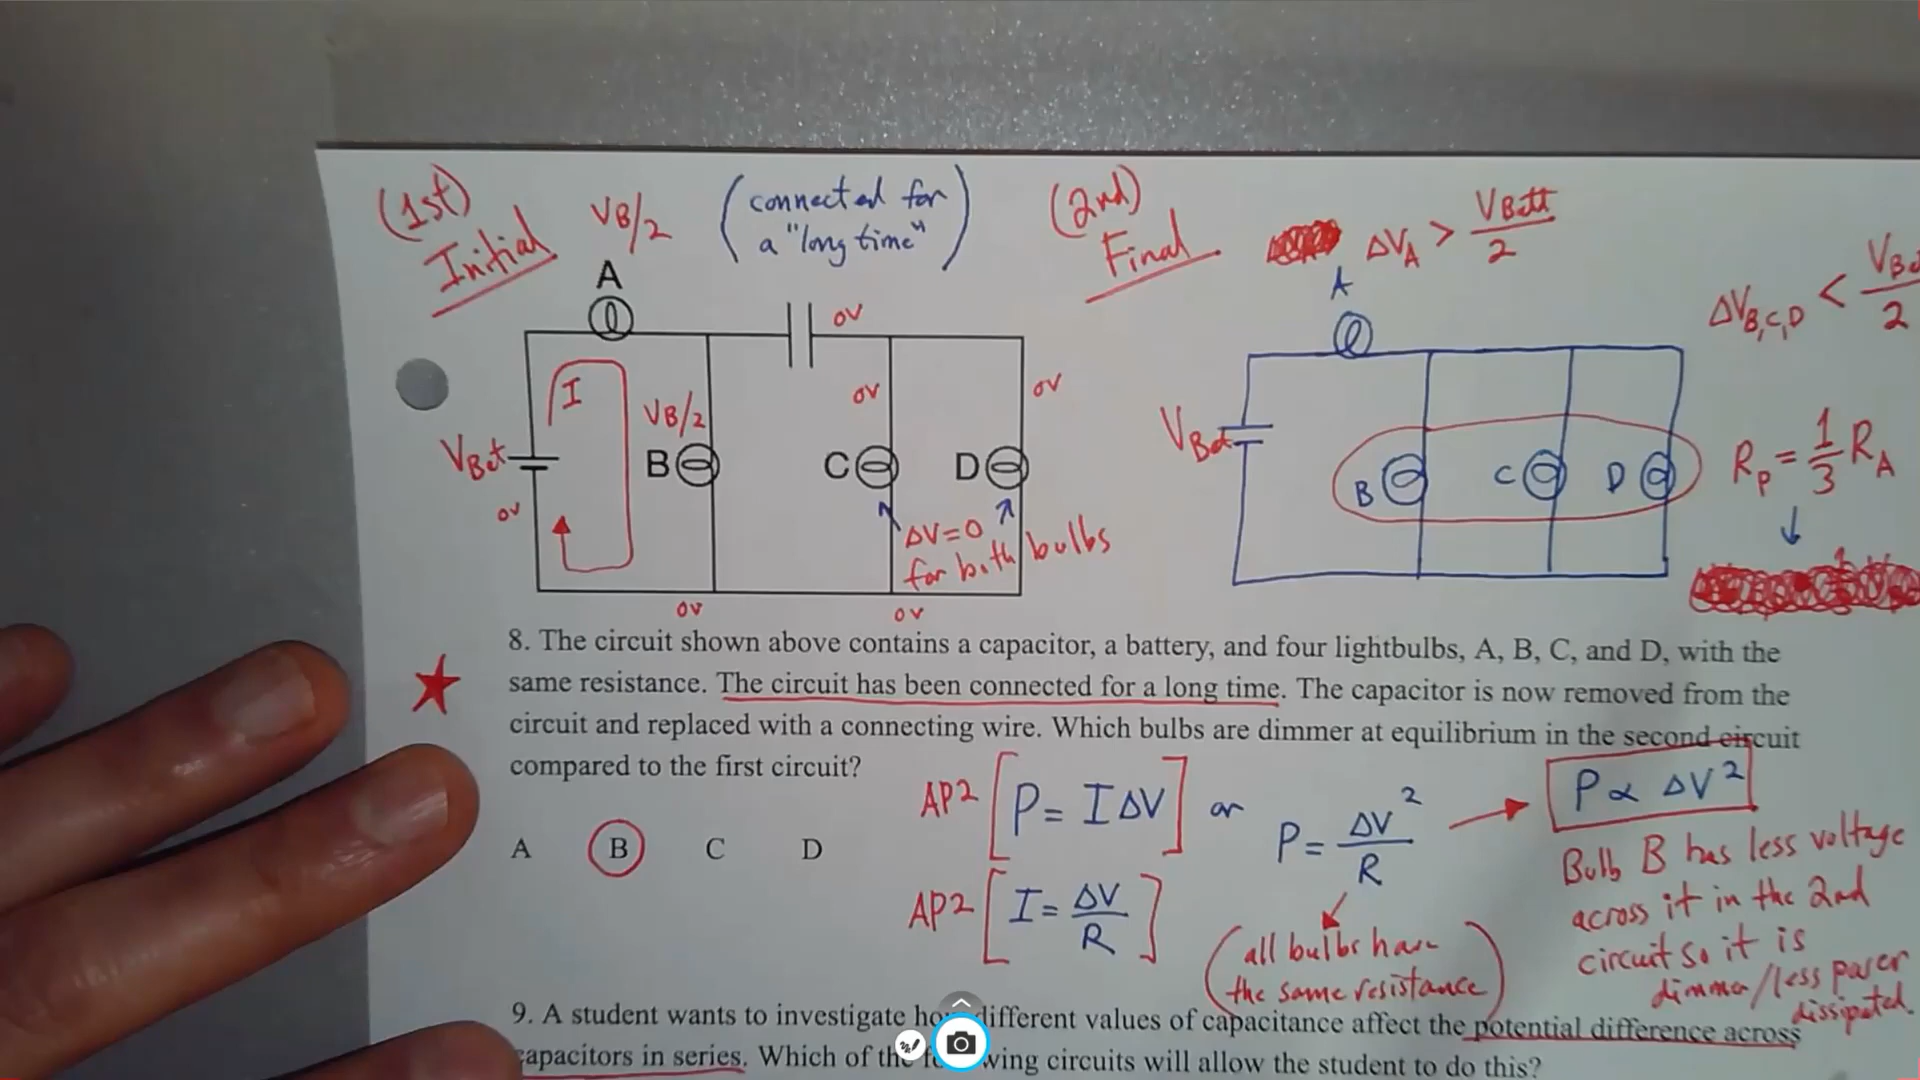 (1st)
Initial
VB/2
(connected for
a "long time")
(2nd)
Final
ΔVA > VBatt/2
ΔVB,C,D <
2
A
A
0V
I
VB/2
0V
0V
VBat
B
C
D
0V
ΔV=0
for both bulbs
0V
0V
VBat
B
C
D
Rp = 1/3 RA
8. The circuit shown above contains a capacitor, a battery, and four lightbulbs, A, B, C, and D, with the
same resistance. The circuit has been connected for a long time. The capacitor is now removed from the
circuit and replaced with a connecting wire. Which bulbs are dimmer at equilibrium in the second circuit
compared to the first circuit?
A B C D
AP2 [P = IΔV] or P = ΔV²/R
P ∝ ΔV²
AP2 [I = ΔV/R]
(all bulbs have
the same resistance)
Bulb B has less voltage
across it in the 2nd
circuit so it is
dimmer/less power
dissipated.
9. A student wants to investigate how different values of capacitance affect the potential difference across
capacitors in series. Which of the following circuits will allow the student to do this?